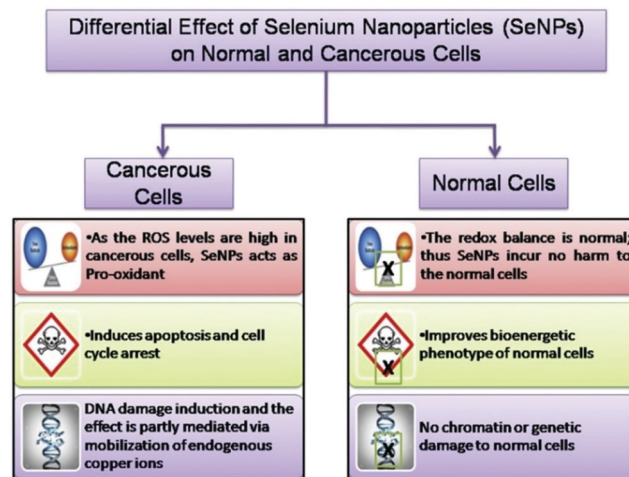 Differential Effect of Selenium Nanoparticles (SeNPs)
on Normal and Cancerous Cells
Cancerous
Cells
•As the ROS levels are high in
cancerous cells, SeNPs acts as
Pro-oxidant
•Induces apoptosis and cell
cycle arrest
DNA damage induction and the
effect is partly mediated via
mobilization of endogenous
copper ions
Normal Cells
•The redox balance is normal;
thus SeNPs incur no harm to
the normal cells
X
•Improves bioenergetic
phenotype of normal cells
X
No chromatin or genetic
damage to normal cells
X